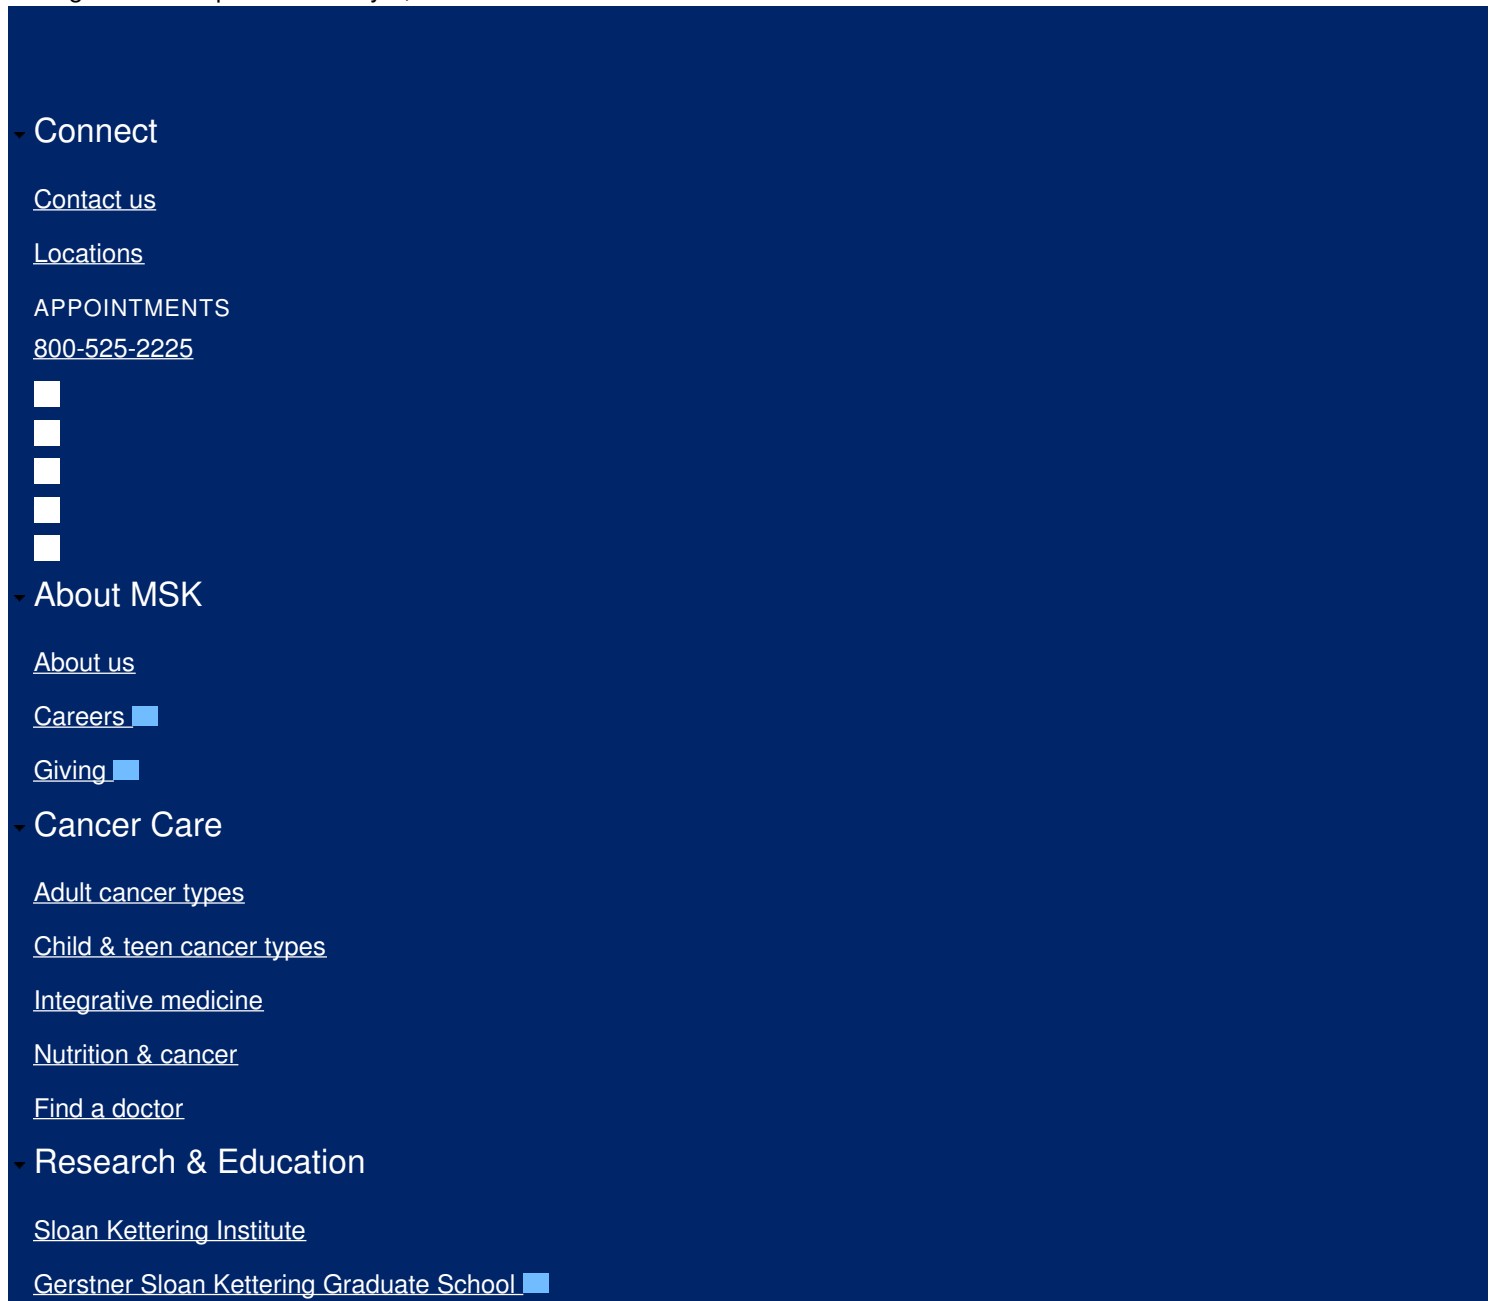 Connect
Contact us
Locations
APPOINTMENTS
800-525-2225
About MSK
About us
Careers
Giving
Cancer Care
Adult cancer types
Child & teen cancer types
Integrative medicine
Nutrition & cancer
Find a doctor
Research & Education
Sloan Kettering Institute
Gerstner Sloan Kettering Graduate School